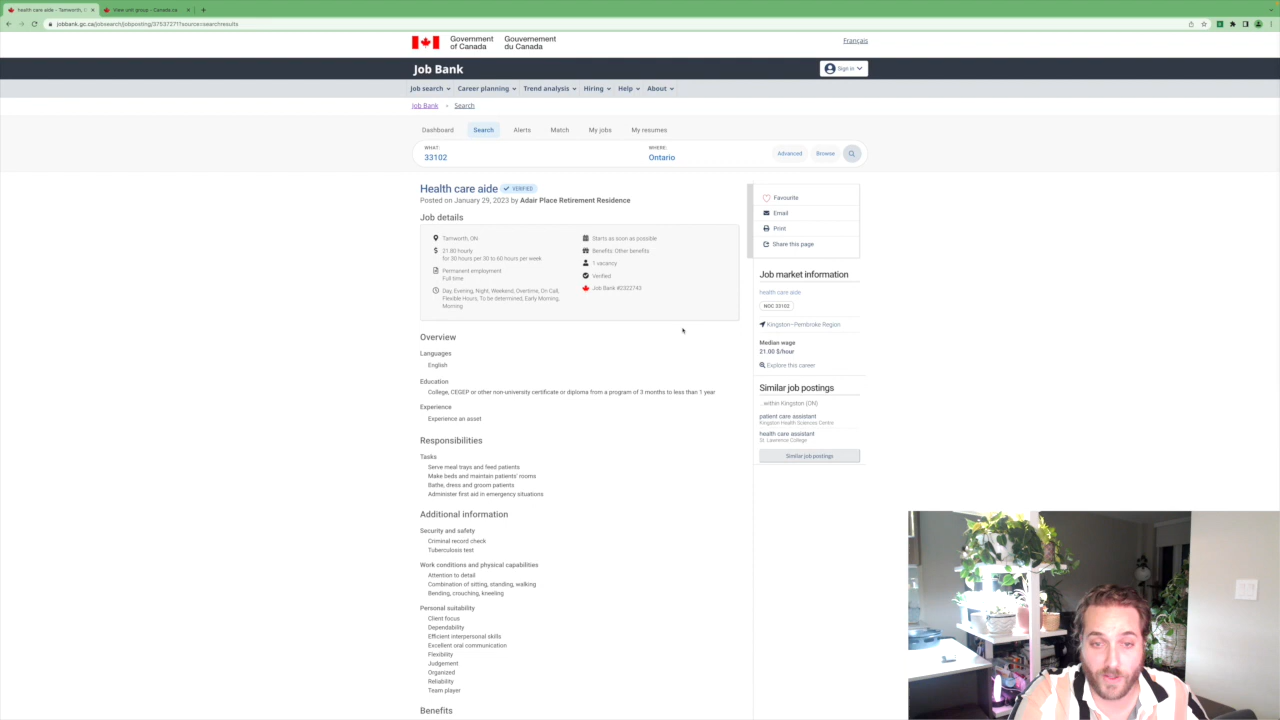 health care aide – Tamworth, O
View unit group – Canada.ca
jobbank.gc.ca/jobsearch/jobposting/37537271?source=searchresults
Government of Canada
Gouvernement du Canada
Français
Job Bank
Sign in
Job search
Career planning
Trend analysis
Hiring
Help
About
Job Bank
Search
Dashboard
Search
Alerts
Match
My jobs
My resumes
WHAT:
33102
WHERE:
Ontario
Advanced
Browse
Health care aide VERIFIED
Posted on January 29, 2023 by Adair Place Retirement Residence
Job details
Tamworth, ON
21.80 hourly
for 30 hours per 30 to 60 hours per week
Permanent employment
Full time
Day, Evening, Night, Weekend, Overtime, On Call,
Flexible Hours, To be determined, Early Morning,
Morning
Starts as soon as possible
Benefits: Other benefits
1 vacancy
Verified
Job Bank #2322743
Overview
Languages
English
Education
College, CEGEP or other non-university certificate or diploma from a program of 3 months to less than 1 year
Experience
Experience an asset
Responsibilities
Tasks
Serve meal trays and feed patients
Make beds and maintain patients' rooms
Bathe, dress and groom patients
Administer first aid in emergency situations
Additional information
Security and safety
Criminal record check
Tuberculosis test
Work conditions and physical capabilities
Attention to detail
Combination of sitting, standing, walking
Bending, crouching, kneeling
Personal suitability
Client focus
Dependability
Efficient interpersonal skills
Excellent oral communication
Flexibility
Judgement
Organized
Reliability
Team player
Benefits
Favourite
Email
Print
Share this page
Job market information
health care aide
NOC 33102
Kingston–Pembroke Region
Median wage
21.00 $/hour
Explore this career
Similar job postings
...within Kingston (ON)
patient care assistant
Kingston Health Sciences Centre
health care assistant
St. Lawrence College
Similar job postings